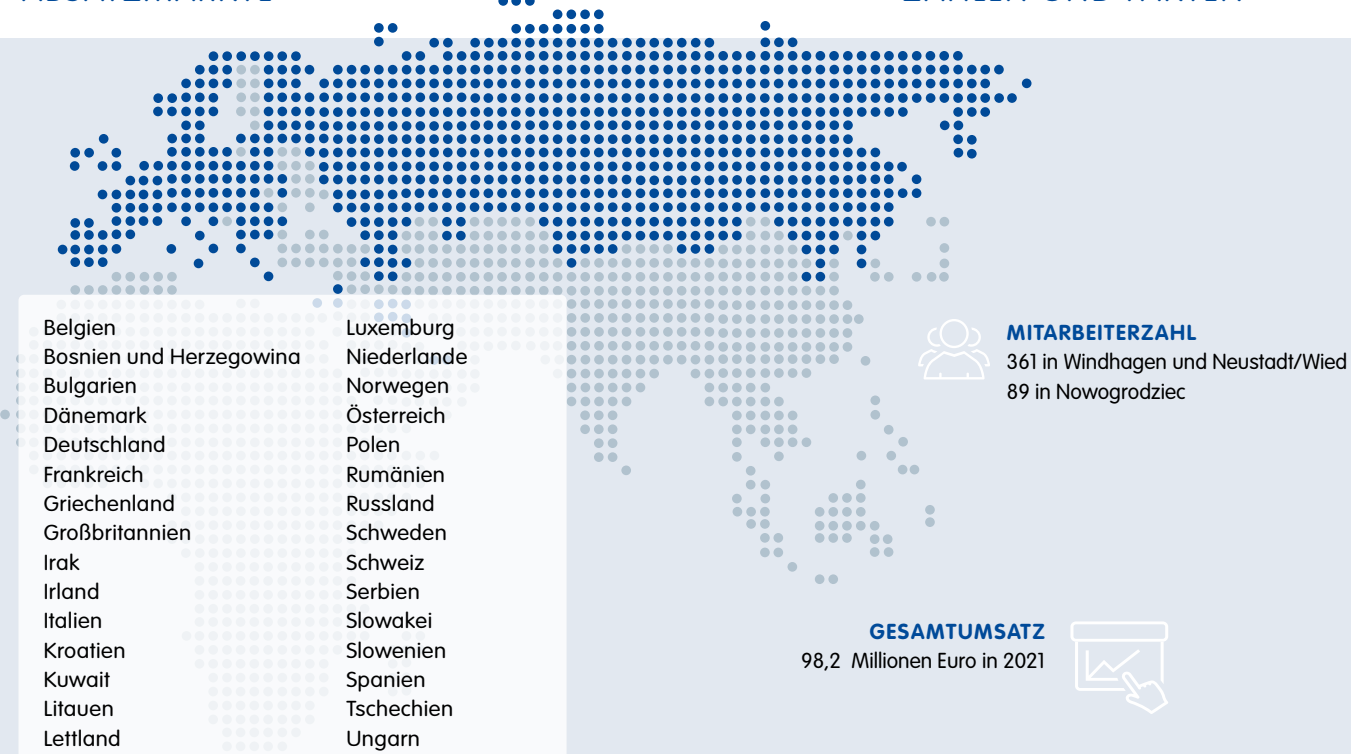 Belgien
Bosnien und Herzegowina
Bulgarien
Dänemark
Deutschland
Frankreich
Griechenland
Großbritannien
Irak
Irland
Italien
Kroatien
Kuwait
Litauen
Lettland
Luxemburg
Niederlande
Norwegen
Österreich
Polen
Rumänien
Russland
Schweden
Schweiz
Serbien
Slowakei
Slowenien
Spanien
Tschechien
Ungarn
MITARBEITERZAHL
361 in Windhagen und Neustadt/Wied
89 in Nowogrodziec
GESAMTUMSATZ
98,2 Millionen Euro in 2021